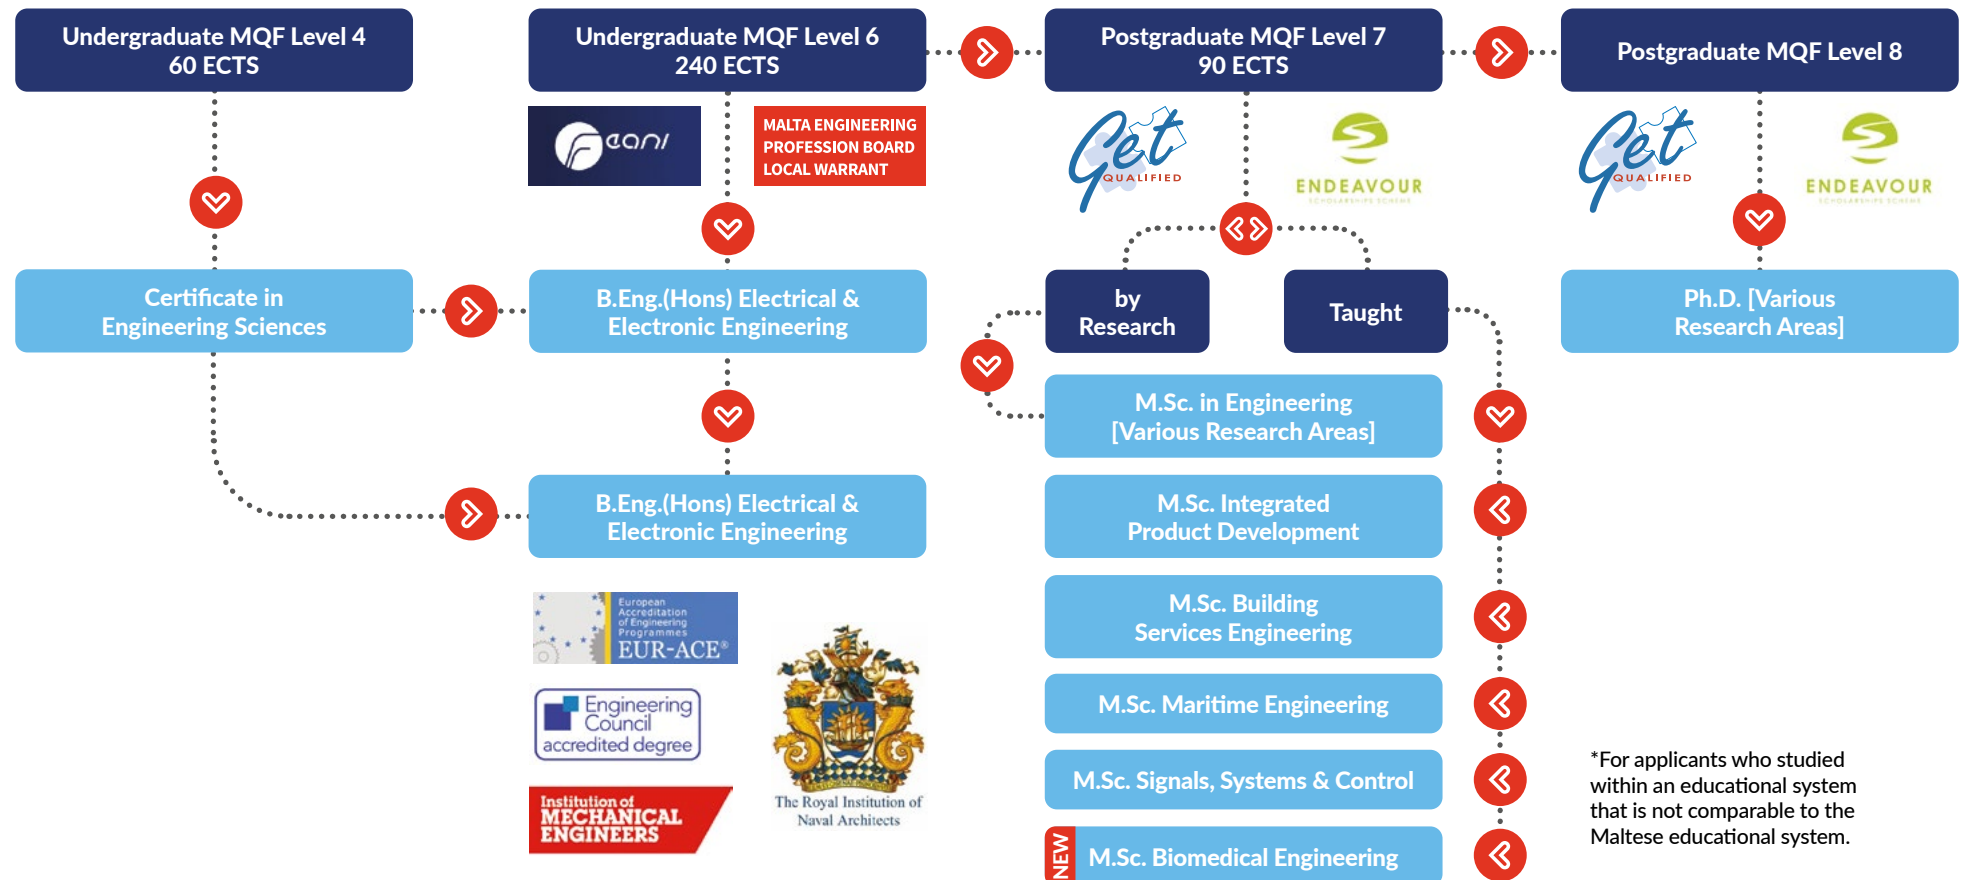 Undergraduate MQF Level 4
60 ECTS
Undergraduate MQF Level 6
240 ECTS
Postgraduate MQF Level 7
90 ECTS
Postgraduate MQF Level 8
eani
MALTA ENGINEERING
PROFESSION BOARD
LOCAL WARRANT
Get
QUALIFIED
ENDEAVOUR
SCHOLARSHIPS SCHEME
Get
QUALIFIED
ENDEAVOUR
SCHOLARSHIPS SCHEME
Certificate in
Engineering Sciences
B.Eng.(Hons) Electrical &
Electronic Engineering
by
Research
Taught
Ph.D. [Various
Research Areas]
M.Sc. in Engineering
[Various Research Areas]
B.Eng.(Hons) Electrical &
Electronic Engineering
M.Sc. Integrated
Product Development
M.Sc. Building
Services Engineering
European
Accreditation
of Engineering
Programmes
EUR-ACE®
Engineering
Council
accredited degree
Institution of
MECHANICAL
ENGINEERS
The Royal Institution of
Naval Architects
M.Sc. Maritime Engineering
M.Sc. Signals, Systems & Control
NEW
M.Sc. Biomedical Engineering
*For applicants who studied
within an educational system
that is not comparable to the
Maltese educational system.